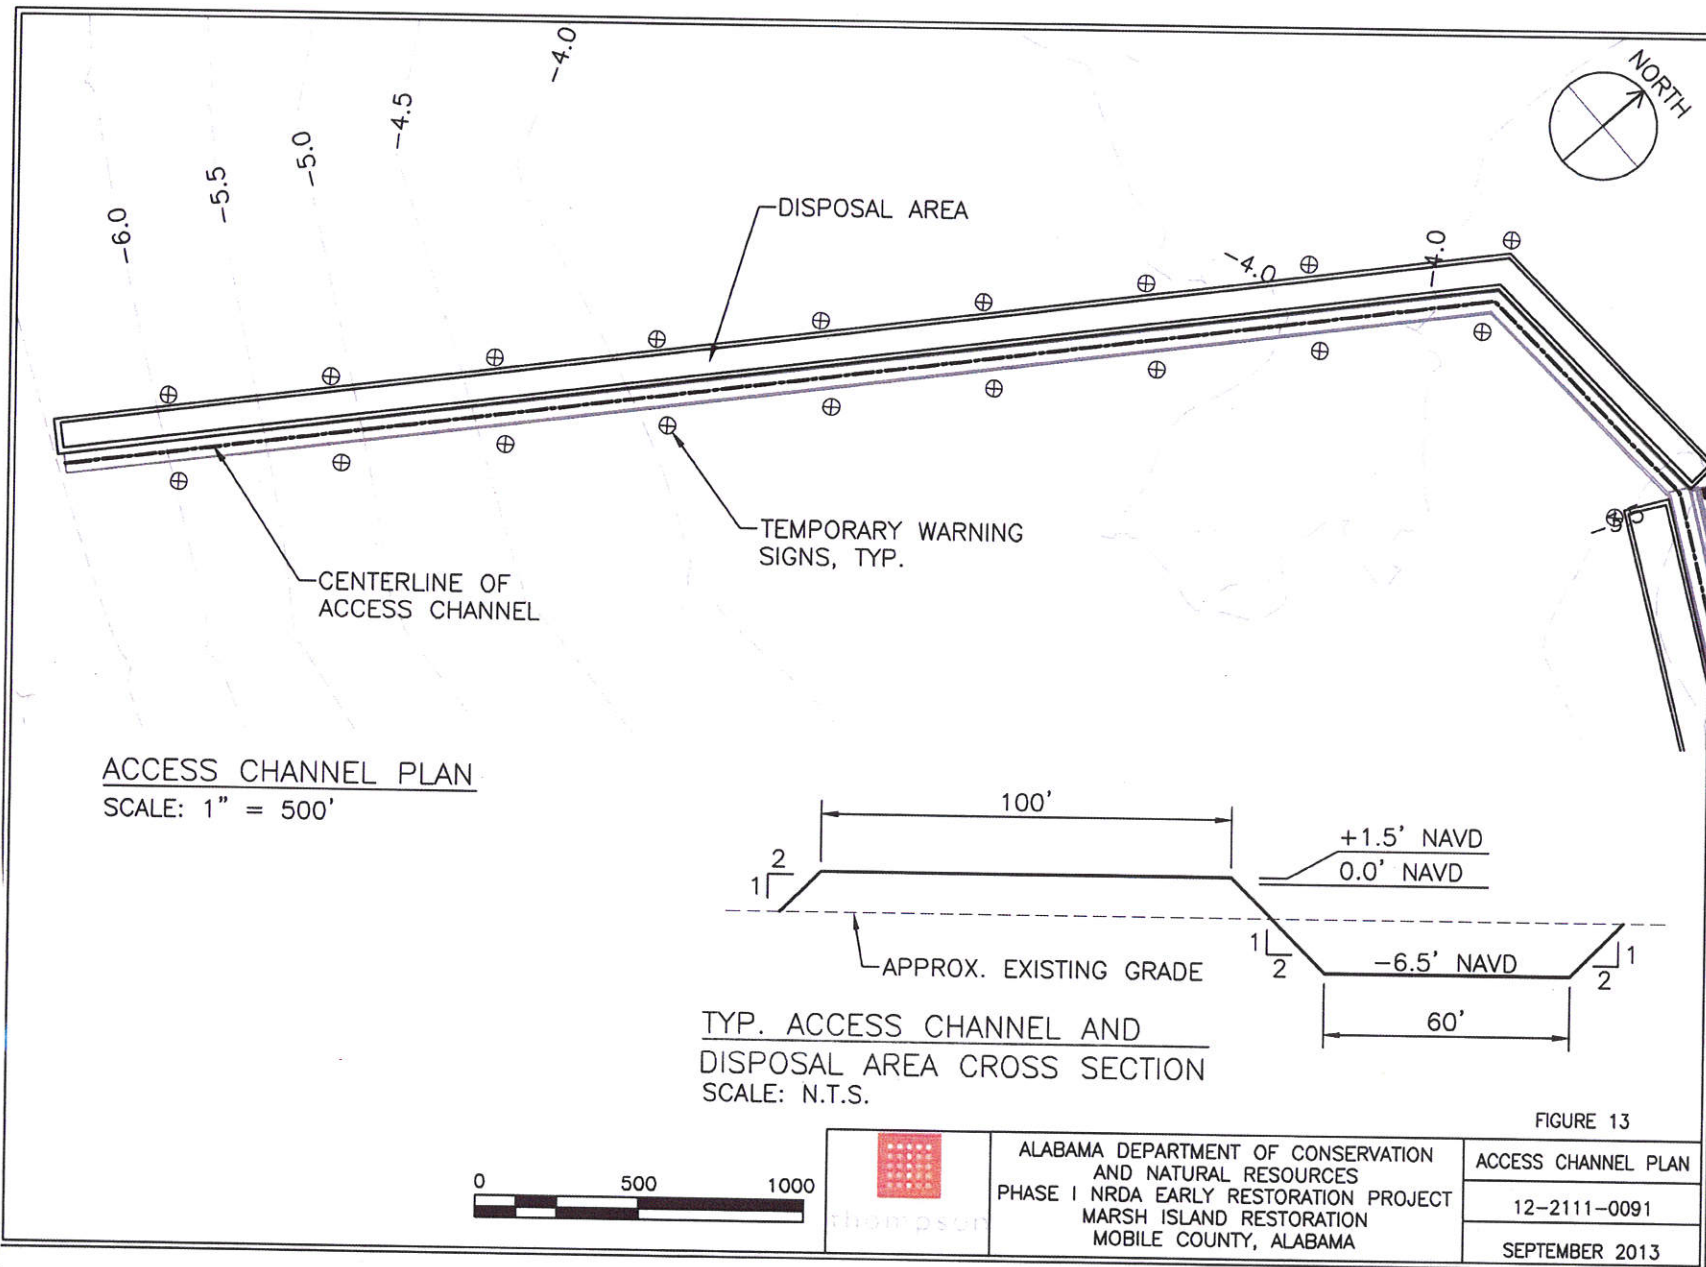 -4.0
NORTH
-4.5
-5.0
-5.5
-6.0
DISPOSAL AREA
-4.0
-4.0
TEMPORARY WARNING
SIGNS, TYP.
CENTERLINE OF
ACCESS CHANNEL
ACCESS CHANNEL PLAN
SCALE: 1" = 500'
100'
+1.5' NAVD
0.0' NAVD
2
1
APPROX. EXISTING GRADE
1
2
-6.5' NAVD
1
2
60'
TYP. ACCESS CHANNEL AND
DISPOSAL AREA CROSS SECTION
SCALE: N.T.S.
FIGURE 13
0 500 1000
thompson
ALABAMA DEPARTMENT OF CONSERVATION
AND NATURAL RESOURCES
PHASE I NRDA EARLY RESTORATION PROJECT
MARSH ISLAND RESTORATION
MOBILE COUNTY, ALABAMA
ACCESS CHANNEL PLAN
12-2111-0091
SEPTEMBER 2013